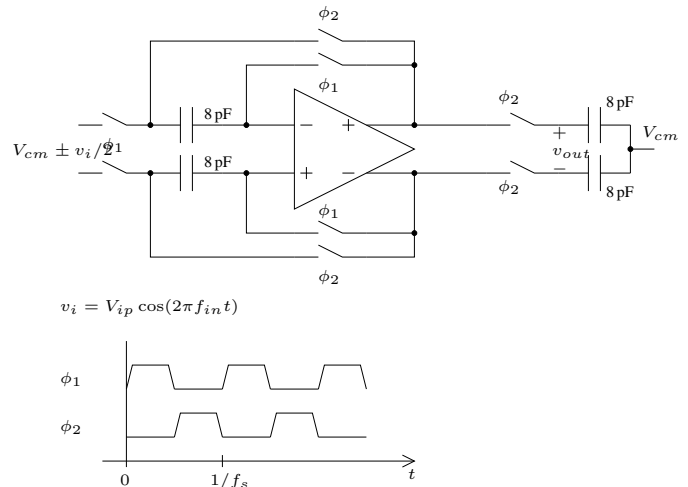 ϕ₂
ϕ₁
8 pF
ϕ₂
8 pF
− +
+
V_cm
V_cm ± v_i/2
ϕ₁
8 pF
v_out
+ −
−
ϕ₂
8 pF
ϕ₁
ϕ₂
v_i = V_ip cos(2πf_in t)
ϕ₁
ϕ₂
0
1/f_s
t